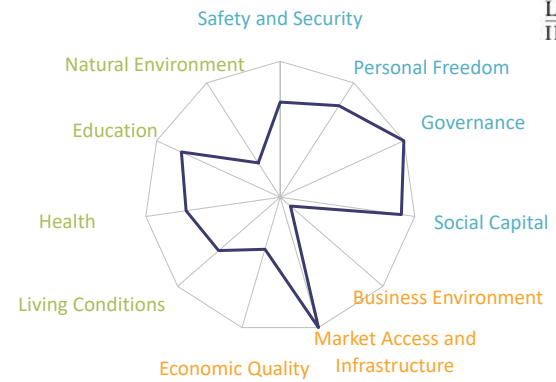 Safety and Security
Natural Environment
Personal Freedom
Education
Governance
Health
Social Capital
Living Conditions
Business Environment
Market Access and
Infrastructure
Economic Quality